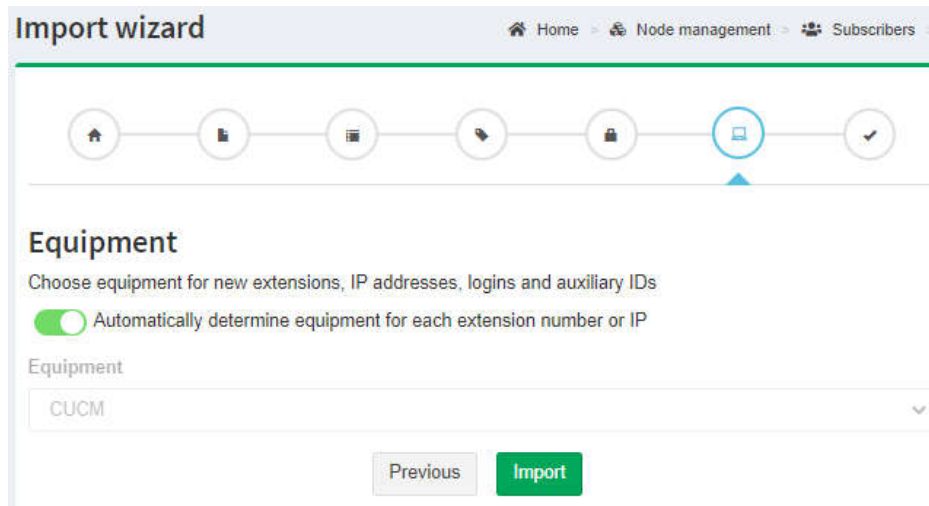 Import wizard
Home > Node management > Subscribers >
Equipment
Choose equipment for new extensions, IP addresses, logins and auxiliary IDs
Automatically determine equipment for each extension number or IP
Equipment
CUCM
Previous
Import